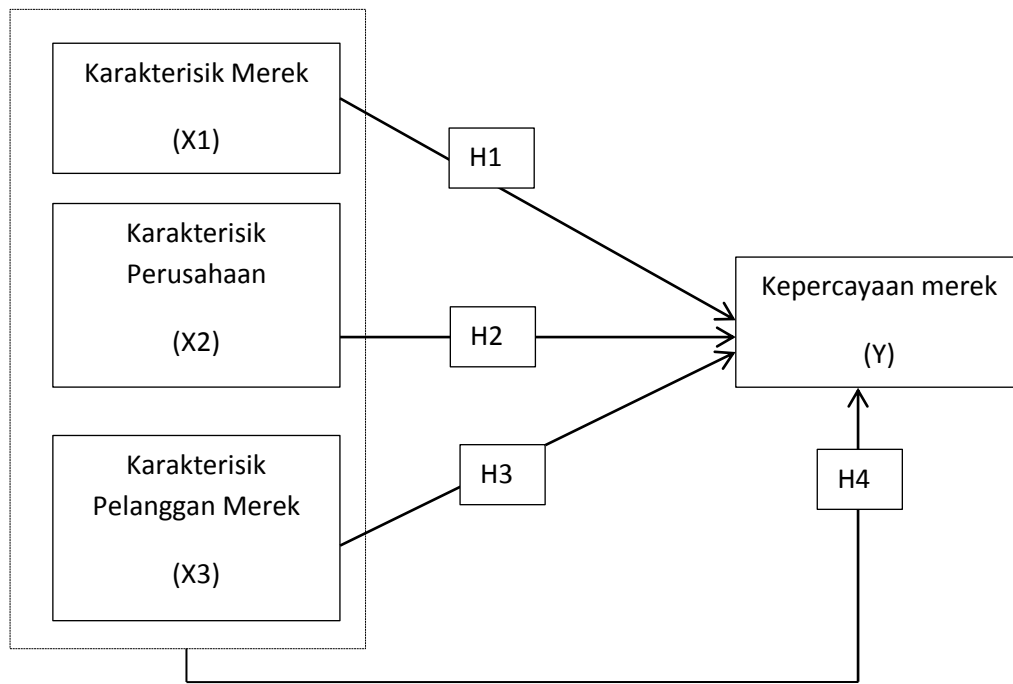 Karakterisik Merek
(X1)
H1
Karakterisik
Perusahaan
(X2)
H2
Kepercayaan merek
(Y)
Karakterisik
Pelanggan Merek
(X3)
H3
H4